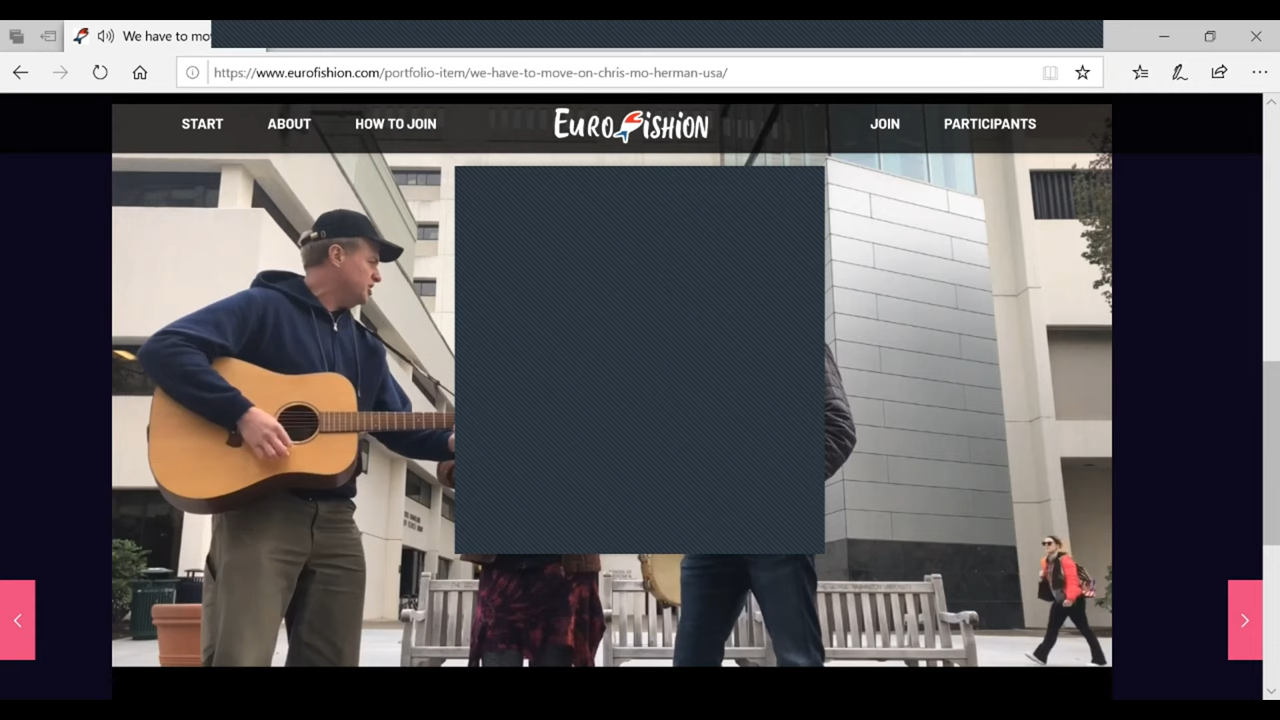 We have to mo
https://www.eurofishion.com/portfolio-item/we-have-to-move-on-chris-mo-herman-usa/
START ABOUT HOW TO JOIN EUROFISHION JOIN PARTICIPANTS